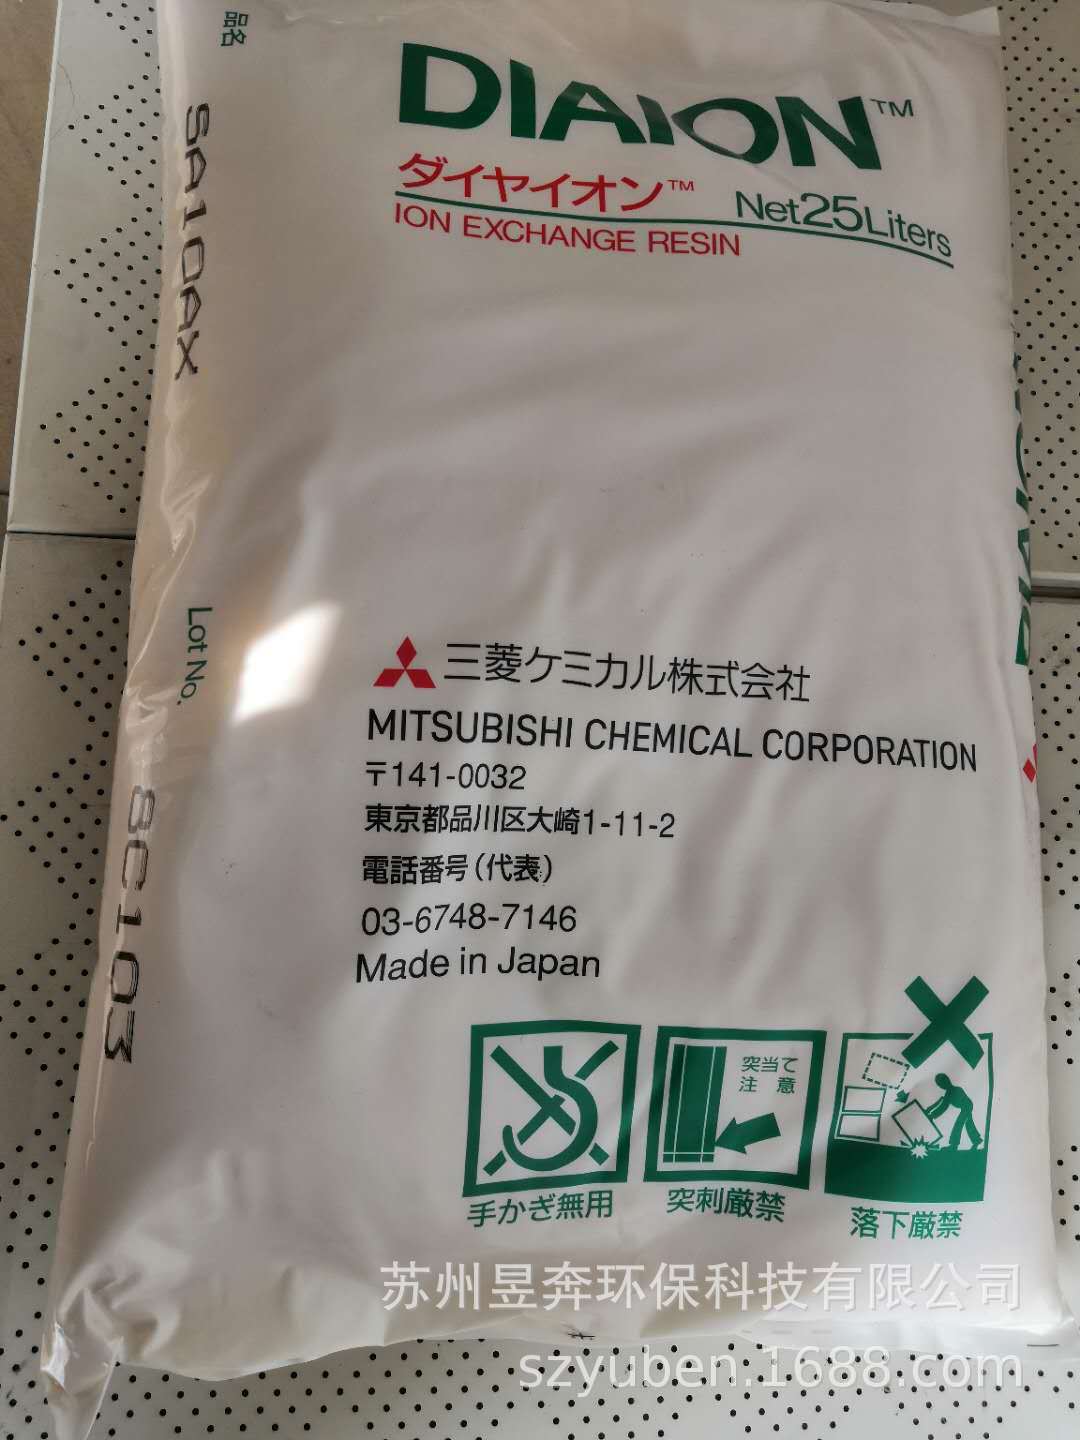 品名
SA10AX
Lot No.
8C103
DIAION™
ダイヤイオン™ Net25Liters
ION EXCHANGE RESIN
三菱ケミカル株式会社
MITSUBISHI CHEMICAL CORPORATION
〒141-0032
東京都品川区大崎1-11-2
電話番号(代表)
03-6748-7146
Made in Japan
突当て
注 意
手かぎ無用
突刺厳禁
落下厳禁
苏州昱奔环保科技有限公司
szyuben.1688.com